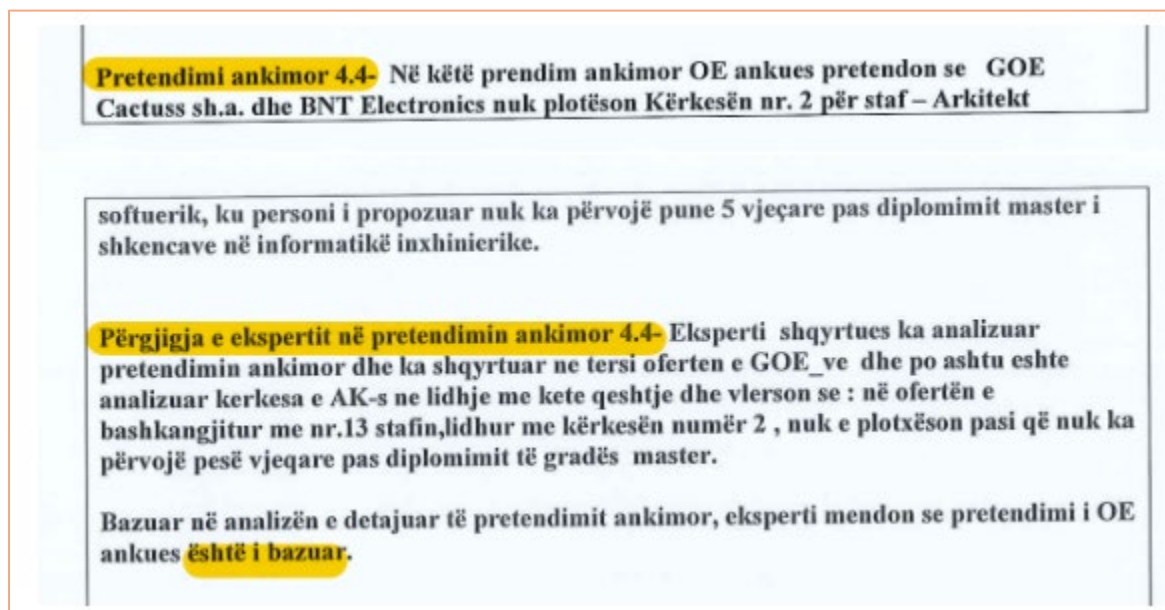 Pretendimi ankimor 4.4- Në këtë prendim ankimor OE ankues pretendon se GOE
Cactuss sh.a. dhe BNT Electronics nuk plotëson Kërkesën nr. 2 për staf – Arkitekt
softuerik, ku personi i propozuar nuk ka përvojë pune 5 vjeçare pas diplomimit master i
shkencave në informatikë inxhinierike.
Përgjigja e ekspertit në pretendimin ankimor 4.4- Eksperti shqyrtues ka analizuar
pretendimin ankimor dhe ka shqyrtuar ne tersi oferten e GOE_ve dhe po ashtu eshte
analizuar kerkesa e AK-s ne lidhje me kete qeshtje dhe vlerson se : në ofertën e
bashkangjitur me nr.13 stafin,lidhur me kërkesën numër 2 , nuk e plotxëson pasi që nuk ka
përvojë pesë vjeqare pas diplomimit të gradës master.
Bazuar në analizën e detajuar të pretendimit ankimor, eksperti mendon se pretendimi i OE
ankues është i bazuar.